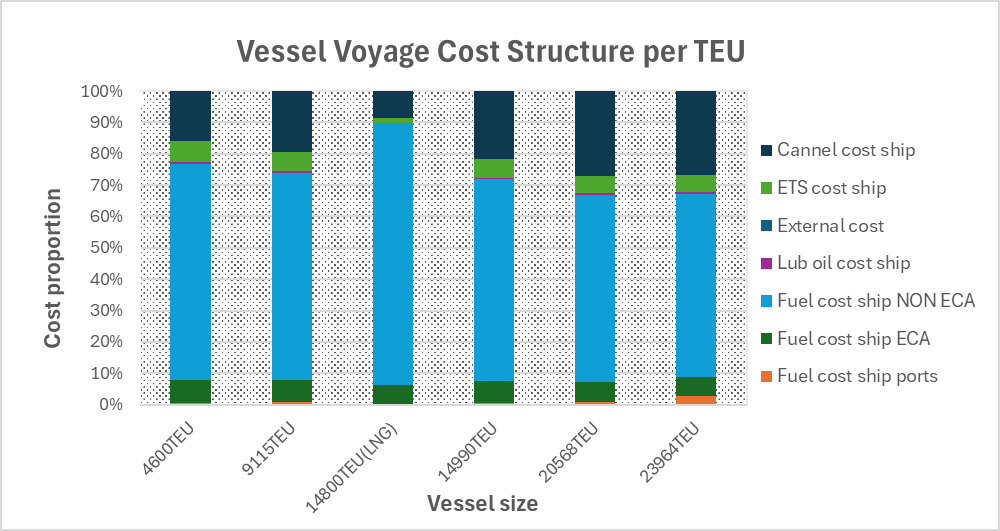 Vessel Voyage Cost Structure per TEU
100%
90%
80%
70%
60%
50%
40%
30%
20%
10%
0%
Cost proportion
4600TEU
9115TEU
14800TEU(LNG)
14990TEU
20568TEU
23964TEU
Vessel size
Cannel cost ship
ETS cost ship
External cost
Lub oil cost ship
Fuel cost ship NON ECA
Fuel cost ship ECA
Fuel cost ship ports